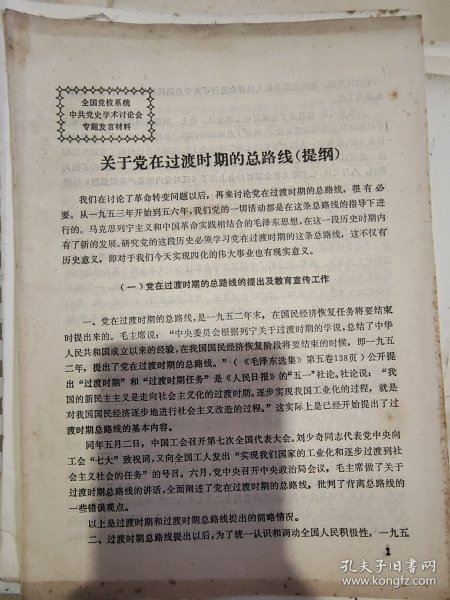 全国党校系统
中共党史学术讨论会
专题发言材料
关于党在过渡时期的总路线(提纲)
我们在讨论了革命转变问题以后，再来讨论党在过渡时期的总路线，很有必
要。从一九五三年开始到五六年，我们党的一切活动都是在这条总路线的指导下进
行的。马克思列宁主义和中国革命实践相结合的毛泽东思想，在这一段历史时期内
有了新的发展。研究党的这段历史必须学习党在过渡时期的这条总路线，这不仅有
历史意义，即对于我们今天实现四化的伟大事业也有现实意义。
(一)党在过渡时期的总路线的提出及教育宣传工作
一、党在过渡时期的总路线，是一九五二年末，在国民经济恢复任务将要结束
时提出来的。毛主席说：“中央委员会根据列宁关于过渡时期的学说，总结了中华
人民共和国成立以来的经验，在我国国民经济恢复阶段将要结束的时候，即一九五
二年，提出了党在过渡时期的总路线。”(《毛泽东选集》第五卷138页)公开提
出“过渡时期”和“过渡时期任务”是《人民日报》的“五一”社论。社论说：“我
国的新民主主义是走向社会主义化的过渡时期。逐步实现我国工业化的过程，就是
对我国国民经济逐步地进行社会主义改造的过程。”这实际上是已经开始提出了过
渡时期总路线的基本内容。
同年五月二日，中国工会召开第七次全国代表大会。刘少奇同志代表党中央向
工会“七大”致祝词，又向全国工人发出“实现我们国家的工业化和逐步过渡到社
会主义社会的任务”的号召。六月，党中央召开中央政治局会议，毛主席做了关于
过渡时期总路线的讲话，全面阐述了党在过渡时期的总路线，批判了背离总路线的
一些错误观点。
以上是过渡时期和过渡时期总路线提出的简略情况。
二、过渡时期总路线提出以后，为了统一认识和调动全国人民积极性，一九五
1
孔夫子旧书网
www.kongfz.com